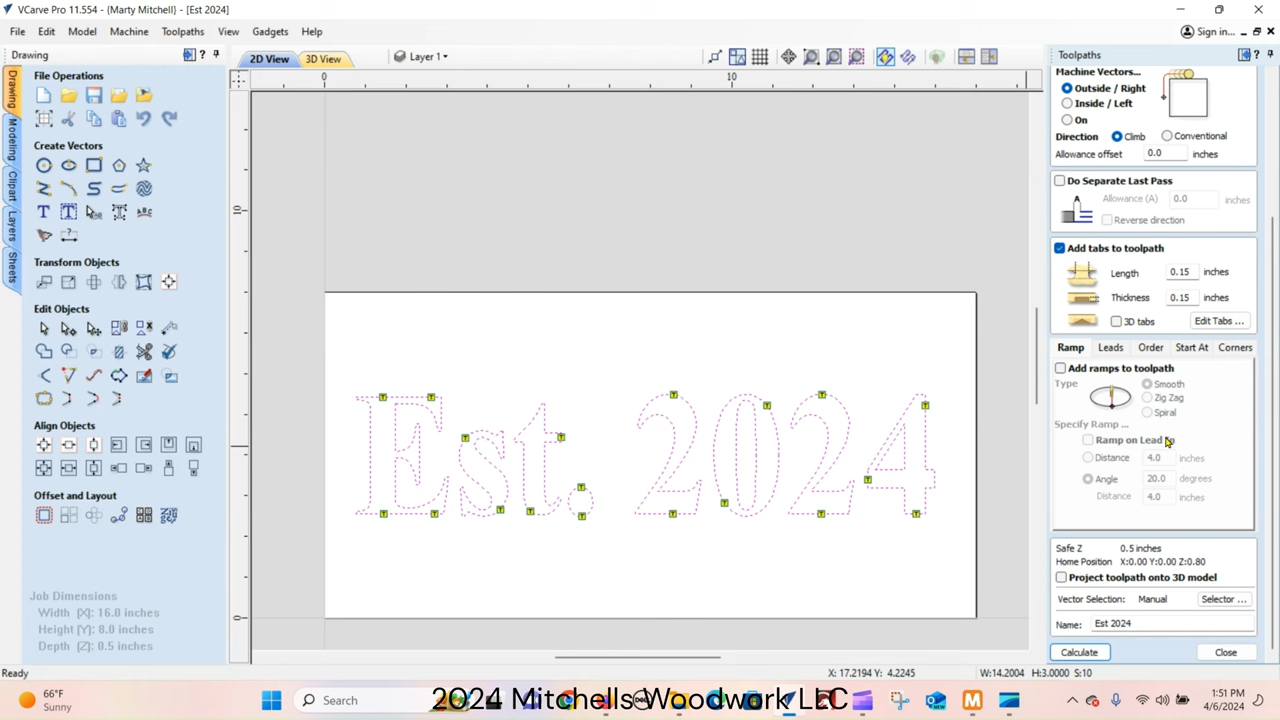 VCarve Pro 11.554 - (Marty Mitchell) - [Est 2024]
File Edit Model Machine Toolpaths View Gadgets Help
Sign in...
Drawing
2D View 3D View Layer 1
Toolpaths
Drawing
Modeling
Clipart
Layers
Sheets
File Operations
Create Vectors
Transform Objects
Edit Objects
Align Objects
Offset and Layout
Job Dimensions
Width (X): 16.0 inches
Height (Y): 8.0 inches
Depth (Z): 0.5 inches
0 10
10
0
Est. 2024
Machine Vectors...
Outside / Right
Inside / Left
On
Direction Climb Conventional
Allowance offset 0.0 inches
Do Separate Last Pass
Allowance (A) 0.0 inches
Reverse direction
Add tabs to toolpath
Length 0.15 inches
Thickness 0.15 inches
3D tabs Edit Tabs ...
Ramp Leads Order Start At Corners
Add ramps to toolpath
Type Smooth
Zig Zag
Spiral
Specify Ramp ...
Ramp on Lead In
Distance 4.0 inches
Angle 20.0 degrees
Distance 4.0 inches
Safe Z 0.5 inches
Home Position X:0.00 Y:0.00 Z:0.80
Project toolpath onto 3D model
Vector Selection: Manual Selector ...
Name: Est 2024
Calculate Close
Ready X: 17.2194 Y: 4.2245 W:14.2004 H:3.0000 S:10
66°F
Sunny
Search
2024 Mitchells Woodwork LLC
1:51 PM
4/6/2024